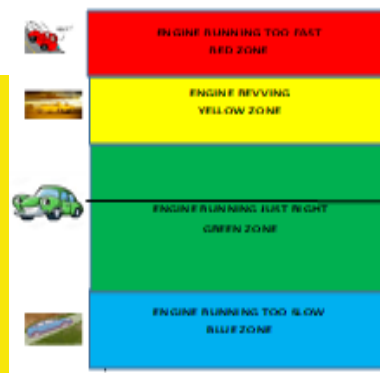 ENGINE RUNNING TOO FAST
RED ZONE
ENGINE REVVING
YELLOW ZONE
ENGINE RUNNING JUST RIGHT
GREEN ZONE
ENGINE RUNNING TOO SLOW
BLUE ZONE